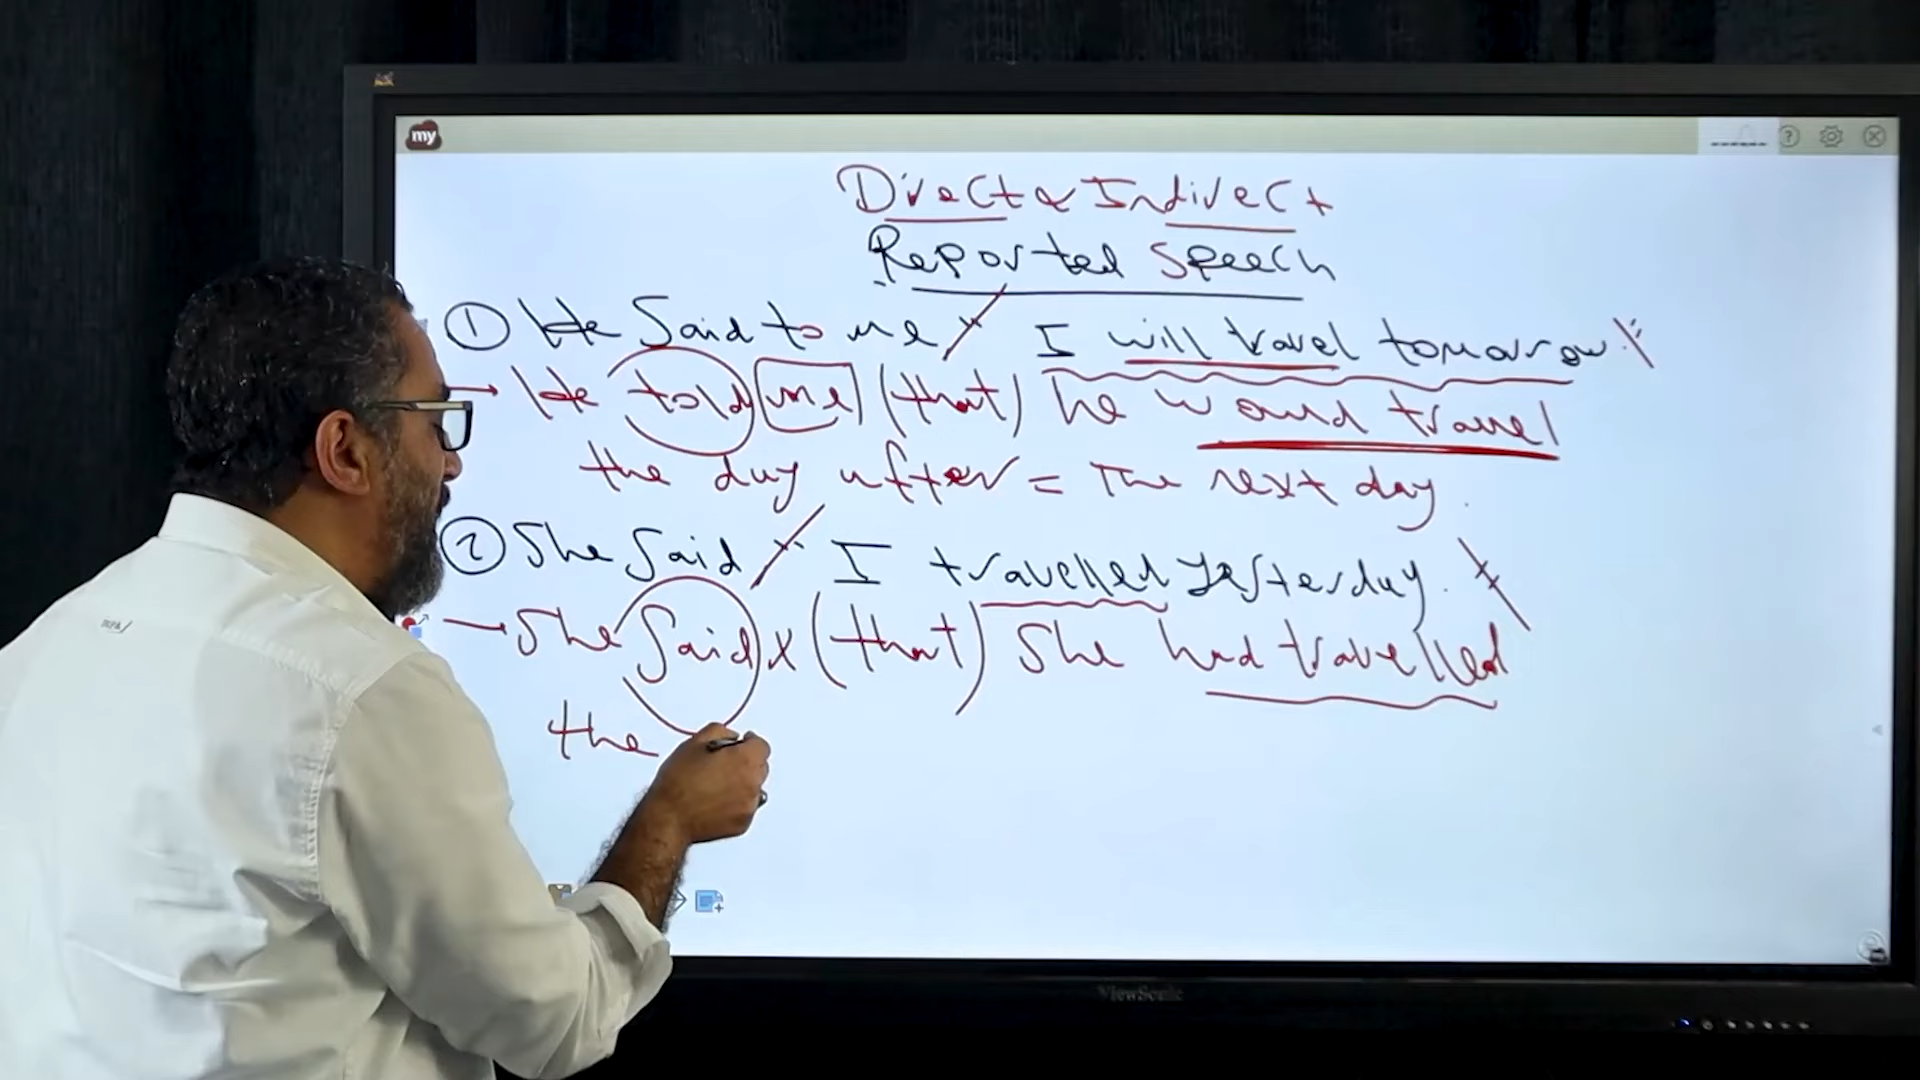 my
Direct & Indirect
Reported Speech
① He Said to me " I will travel tomorrow."
→ He told me (that) he would travel
the day after = The next day.
② She Said " I travelled yesterday. "
→ She Said x (that) She had travelled
the
ViewSonic